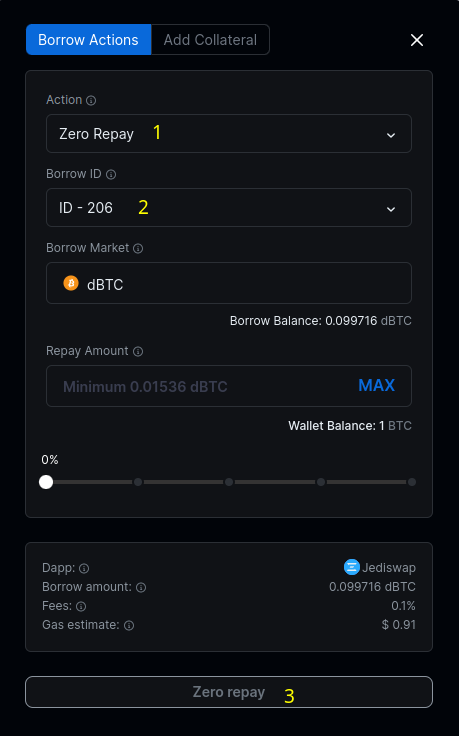 Borrow Actions Add Collateral
Action
Zero Repay 1
Borrow ID
ID - 206 2
Borrow Market
dBTC
Borrow Balance: 0.099716 dBTC
Repay Amount
Minimum 0.01536 dBTC MAX
Wallet Balance: 1 BTC
0%
Dapp: Jediswap
Borrow amount: 0.099716 dBTC
Fees: 0.1%
Gas estimate: $ 0.91
Zero repay 3